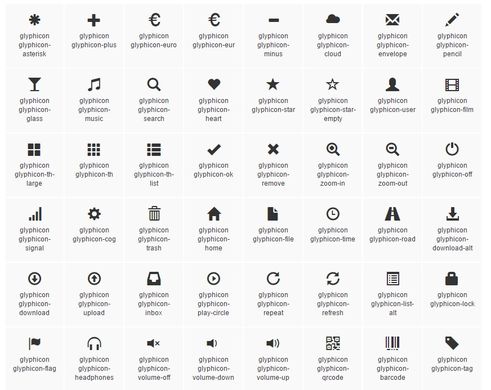 glyphicon
glyphicon-
asterisk
glyphicon
glyphicon-plus
glyphicon
glyphicon-euro
glyphicon
glyphicon-eur
glyphicon
glyphicon-
minus
glyphicon
glyphicon-
cloud
glyphicon
glyphicon-
envelope
glyphicon
glyphicon-
pencil
glyphicon
glyphicon-
glass
glyphicon
glyphicon-
music
glyphicon
glyphicon-
search
glyphicon
glyphicon-
heart
glyphicon
glyphicon-star
glyphicon
glyphicon-star-
empty
glyphicon
glyphicon-user
glyphicon
glyphicon-film
glyphicon
glyphicon-th-
large
glyphicon
glyphicon-th
glyphicon
glyphicon-th-
list
glyphicon
glyphicon-ok
glyphicon
glyphicon-
remove
glyphicon
glyphicon-
zoom-in
glyphicon
glyphicon-
zoom-out
glyphicon
glyphicon-off
glyphicon
glyphicon-
signal
glyphicon
glyphicon-cog
glyphicon
glyphicon-
trash
glyphicon
glyphicon-
home
glyphicon
glyphicon-file
glyphicon
glyphicon-time
glyphicon
glyphicon-road
glyphicon
glyphicon-
download-alt
glyphicon
glyphicon-
download
glyphicon
glyphicon-
upload
glyphicon
glyphicon-
inbox
glyphicon
glyphicon-
play-circle
glyphicon
glyphicon-
repeat
glyphicon
glyphicon-
refresh
glyphicon
glyphicon-list-
alt
glyphicon
glyphicon-lock
glyphicon
glyphicon-flag
glyphicon
glyphicon-
headphones
glyphicon
glyphicon-
volume-off
glyphicon
glyphicon-
volume-down
glyphicon
glyphicon-
volume-up
glyphicon
glyphicon-
qrcode
glyphicon
glyphicon-
barcode
glyphicon
glyphicon-tag